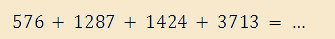 576 + 1287 + 1424 + 3713 = ...